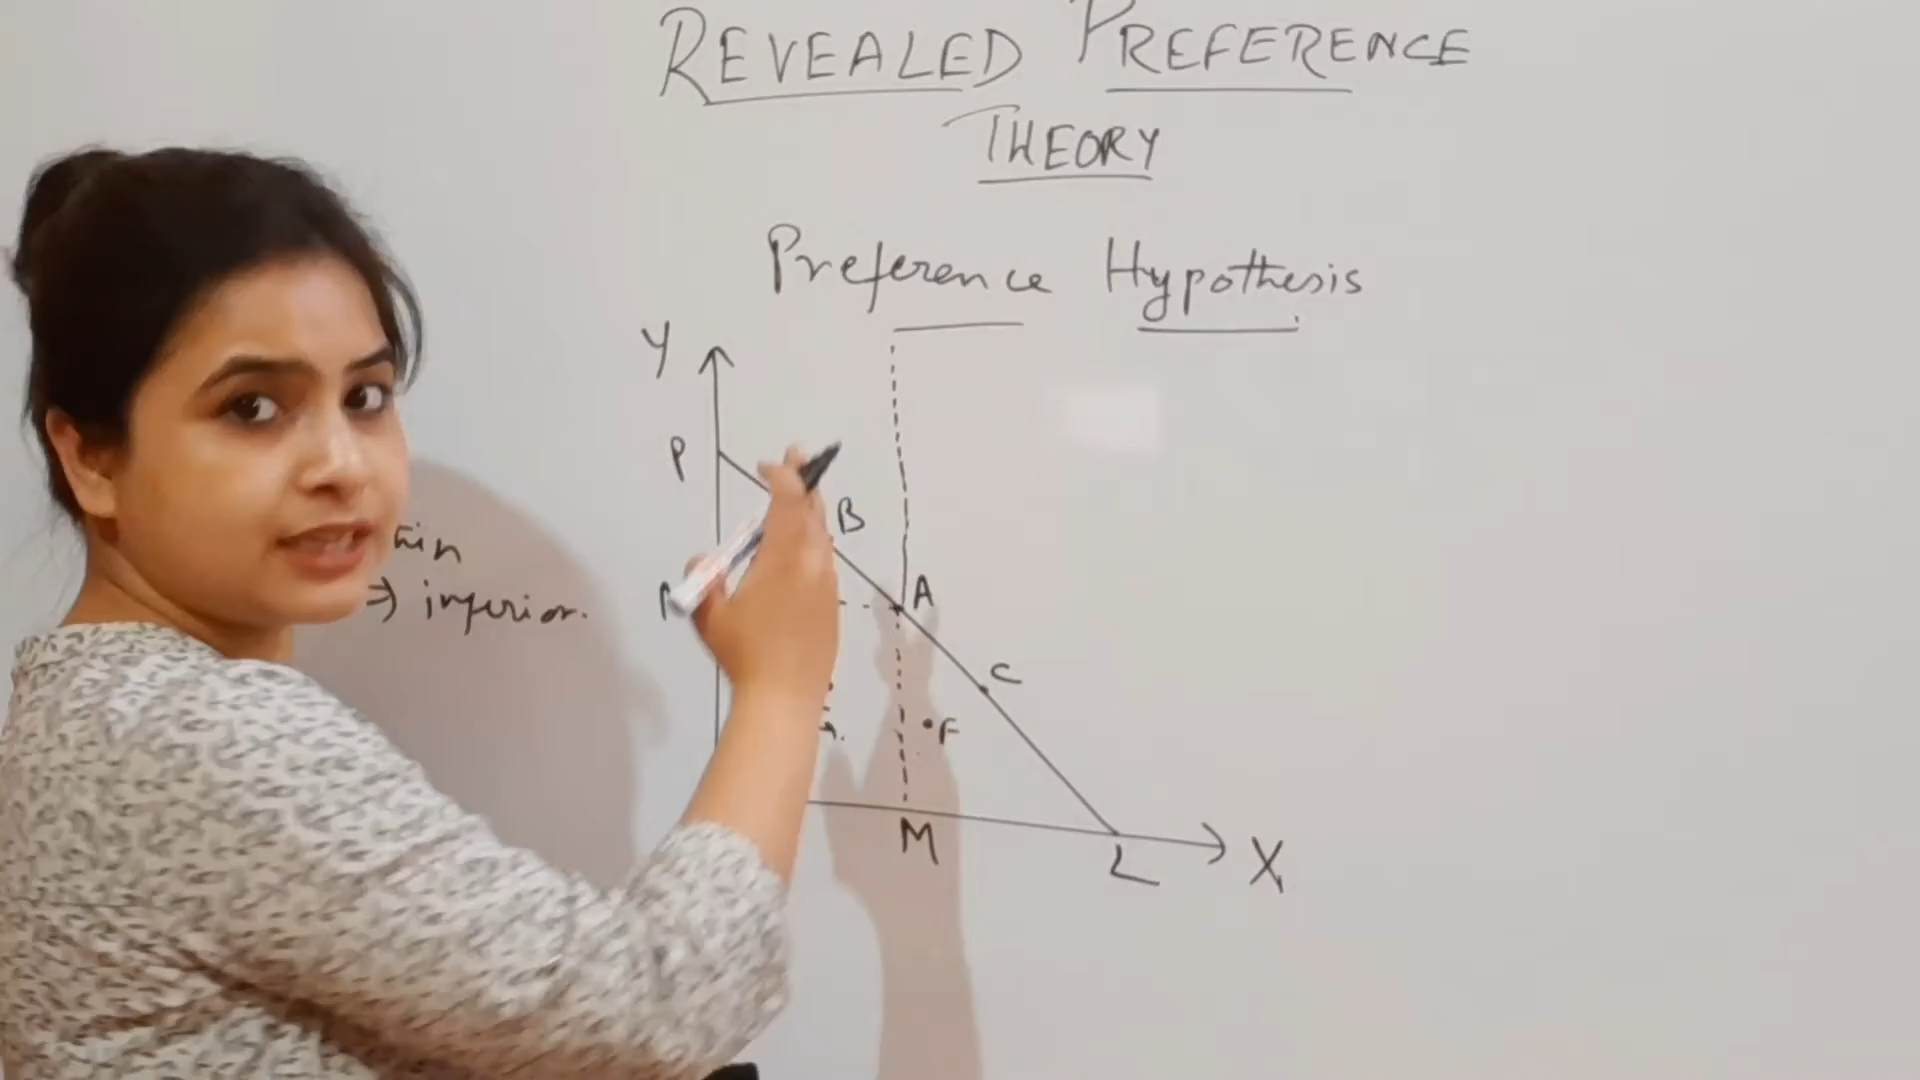 REVEALED PREFERENCE
THEORY
Preference Hypothesis
Y
P
B
A
C
F
M
L
X
⇒ inferior.